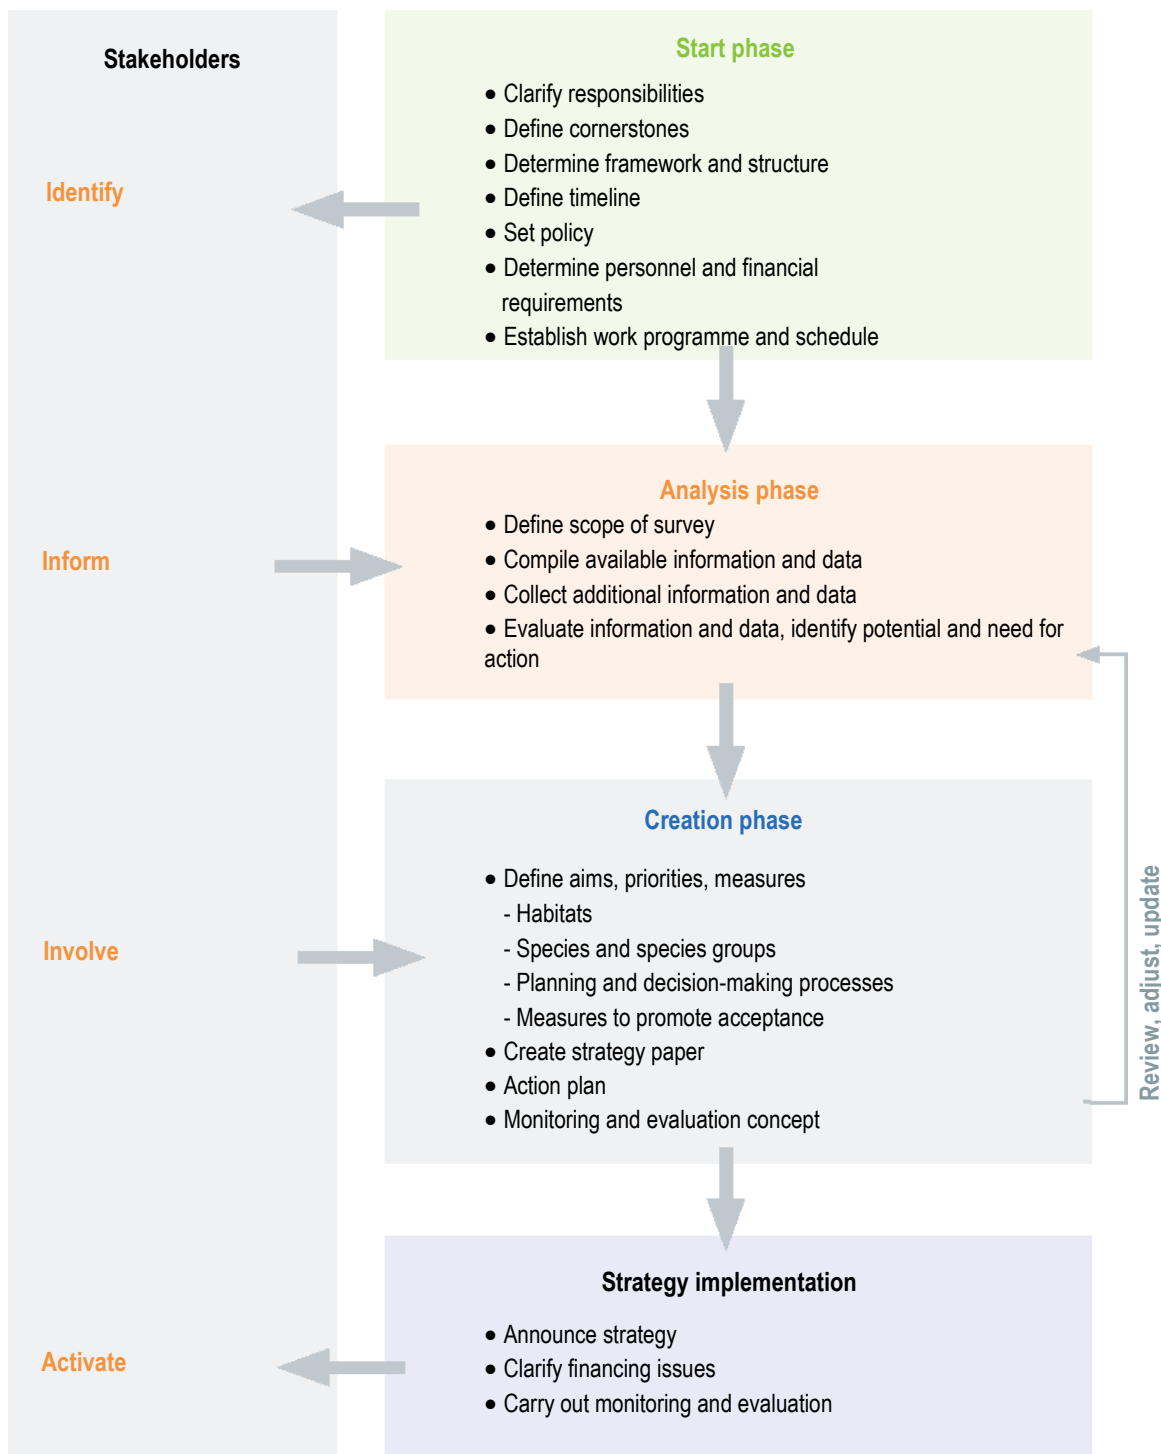 Stakeholders
Identify
Inform
Involve
Activate
Start phase
• Clarify responsibilities
• Define cornerstones
• Determine framework and structure
• Define timeline
• Set policy
• Determine personnel and financial
requirements
• Establish work programme and schedule
Analysis phase
• Define scope of survey
• Compile available information and data
• Collect additional information and data
• Evaluate information and data, identify potential and need for
action
Creation phase
• Define aims, priorities, measures
- Habitats
- Species and species groups
- Planning and decision-making processes
- Measures to promote acceptance
• Create strategy paper
• Action plan
• Monitoring and evaluation concept
Strategy implementation
• Announce strategy
• Clarify financing issues
• Carry out monitoring and evaluation
Review, adjust, update